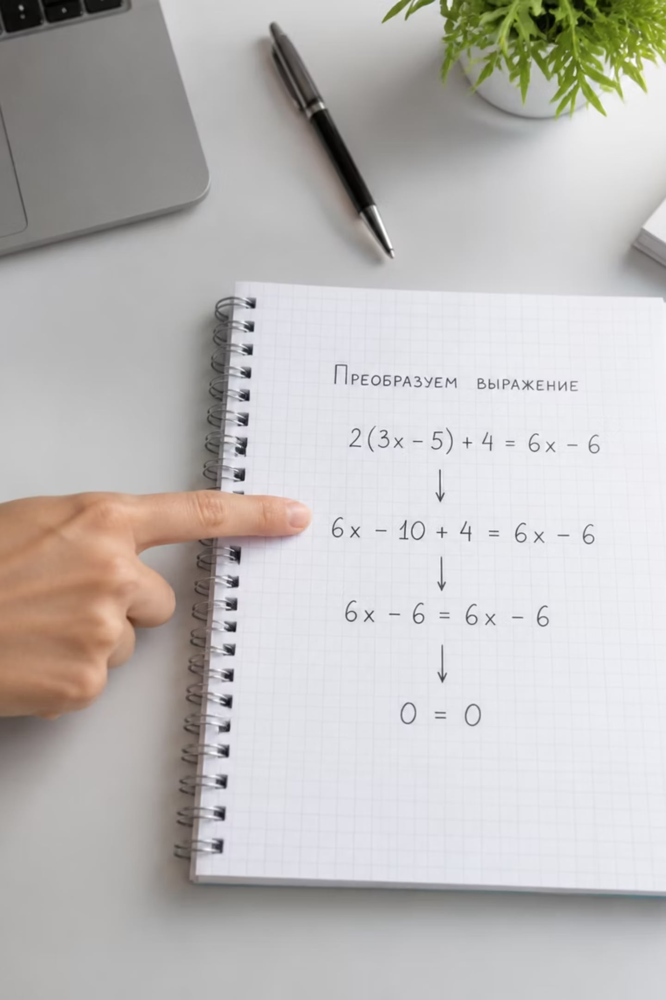 Преобразуем выражение
2(3x - 5) + 4 = 6x - 6
↓
6x - 10 + 4 = 6x - 6
↓
6x - 6 = 6x - 6
↓
0 = 0